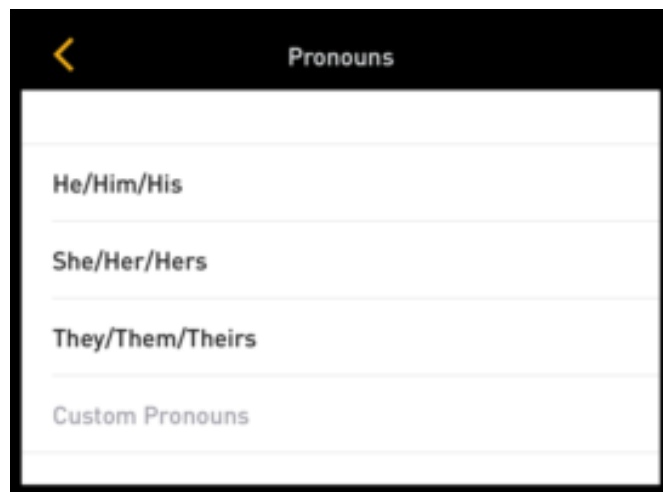 Pronouns
He/Him/His
She/Her/Hers
They/Them/Theirs
Custom Pronouns